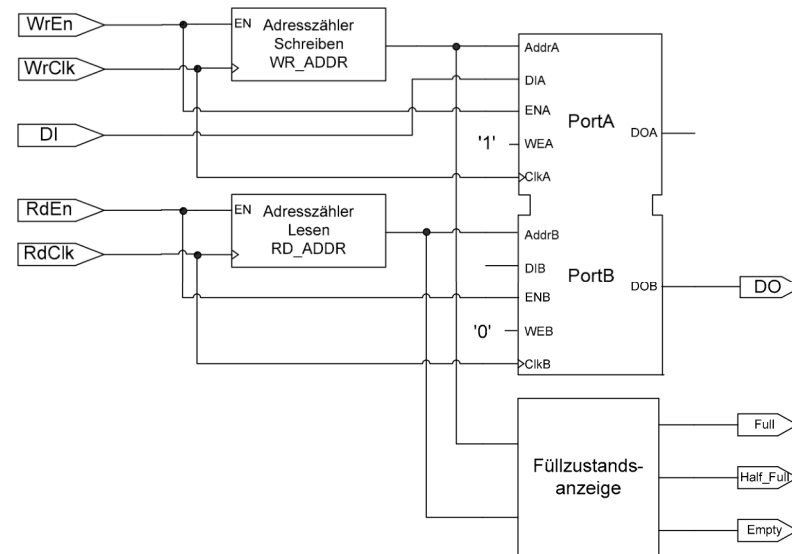 WrEn
WrClk
DI
RdEn
RdClk
EN
Adresszähler
Schreiben
WR_ADDR
EN
Adresszähler
Lesen
RD_ADDR
AddrA
DIA
ENA
'1'
WEA
ClkA
PortA
DOA
AddrB
DIB
ENB
'0'
WEB
ClkB
PortB
DOB
DO
Füllzustands-
anzeige
Full
Half_Full
Empty